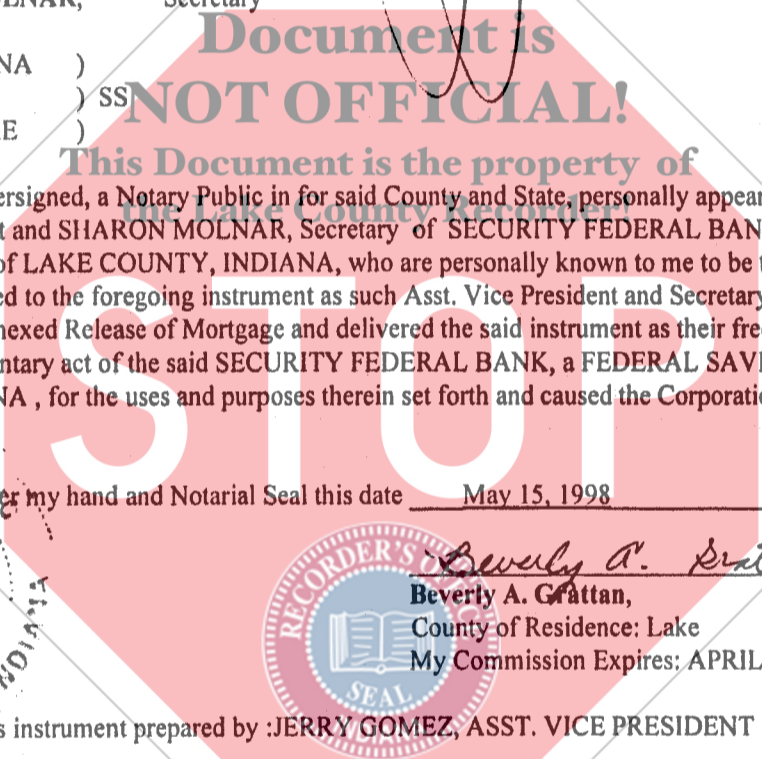 Secretary
Document is
NA )
) SS
NOT OFFICIAL!
E )
This Document is the property of
ersigned, a Notary Public in for said County and State, personally appear
the Lake County Recorder!
t and SHARON MOLNAR, Secretary of SECURITY FEDERAL BAN
of LAKE COUNTY, INDIANA, who are personally known to me to be t
ed to the foregoing instrument as such Asst. Vice President and Secretary
nexed Release of Mortgage and delivered the said instrument as their fre
ntary act of the said SECURITY FEDERAL BANK, a FEDERAL SAVI
NA , for the uses and purposes therein set forth and caused the Corporati
STOP
er my hand and Notarial Seal this date May 15, 1998
Beverly A. Grat
Beverly A. Grattan,
County of Residence: Lake
My Commission Expires: APRIL
RECORDER'S OFFICE
SEAL
INDIANA
s instrument prepared by :JERRY GOMEZ, ASST. VICE PRESIDENT